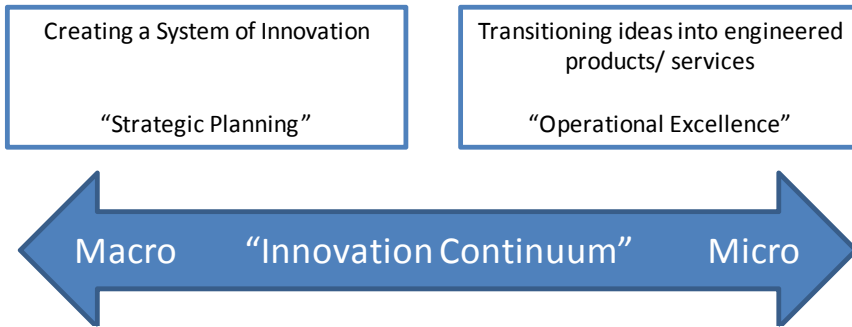 Creating a System of Innovation
“Strategic Planning”
Transitioning ideas into engineered
products/ services
“Operational Excellence”
Macro “Innovation Continuum” Micro